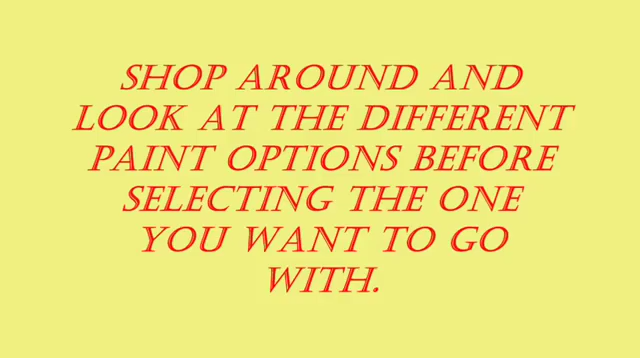 SHOP AROUND AND
LOOK AT THE DIFFERENT
PAINT OPTIONS BEFORE
SELECTING THE ONE
YOU WANT TO GO
WITH.